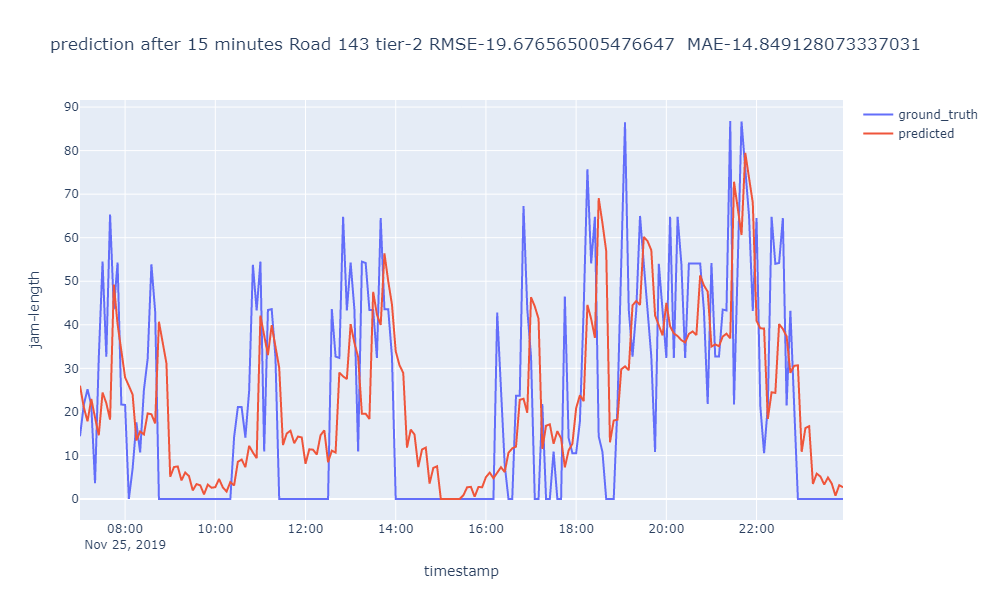 prediction after 15 minutes Road 143 tier-2 RMSE-19.676565005476647 MAE-14.849128073337031
ground_truth
predicted
90
80
70
60
50
40
30
20
10
0
jam-length
08:00 10:00 12:00 14:00 16:00 18:00 20:00 22:00
Nov 25, 2019
timestamp